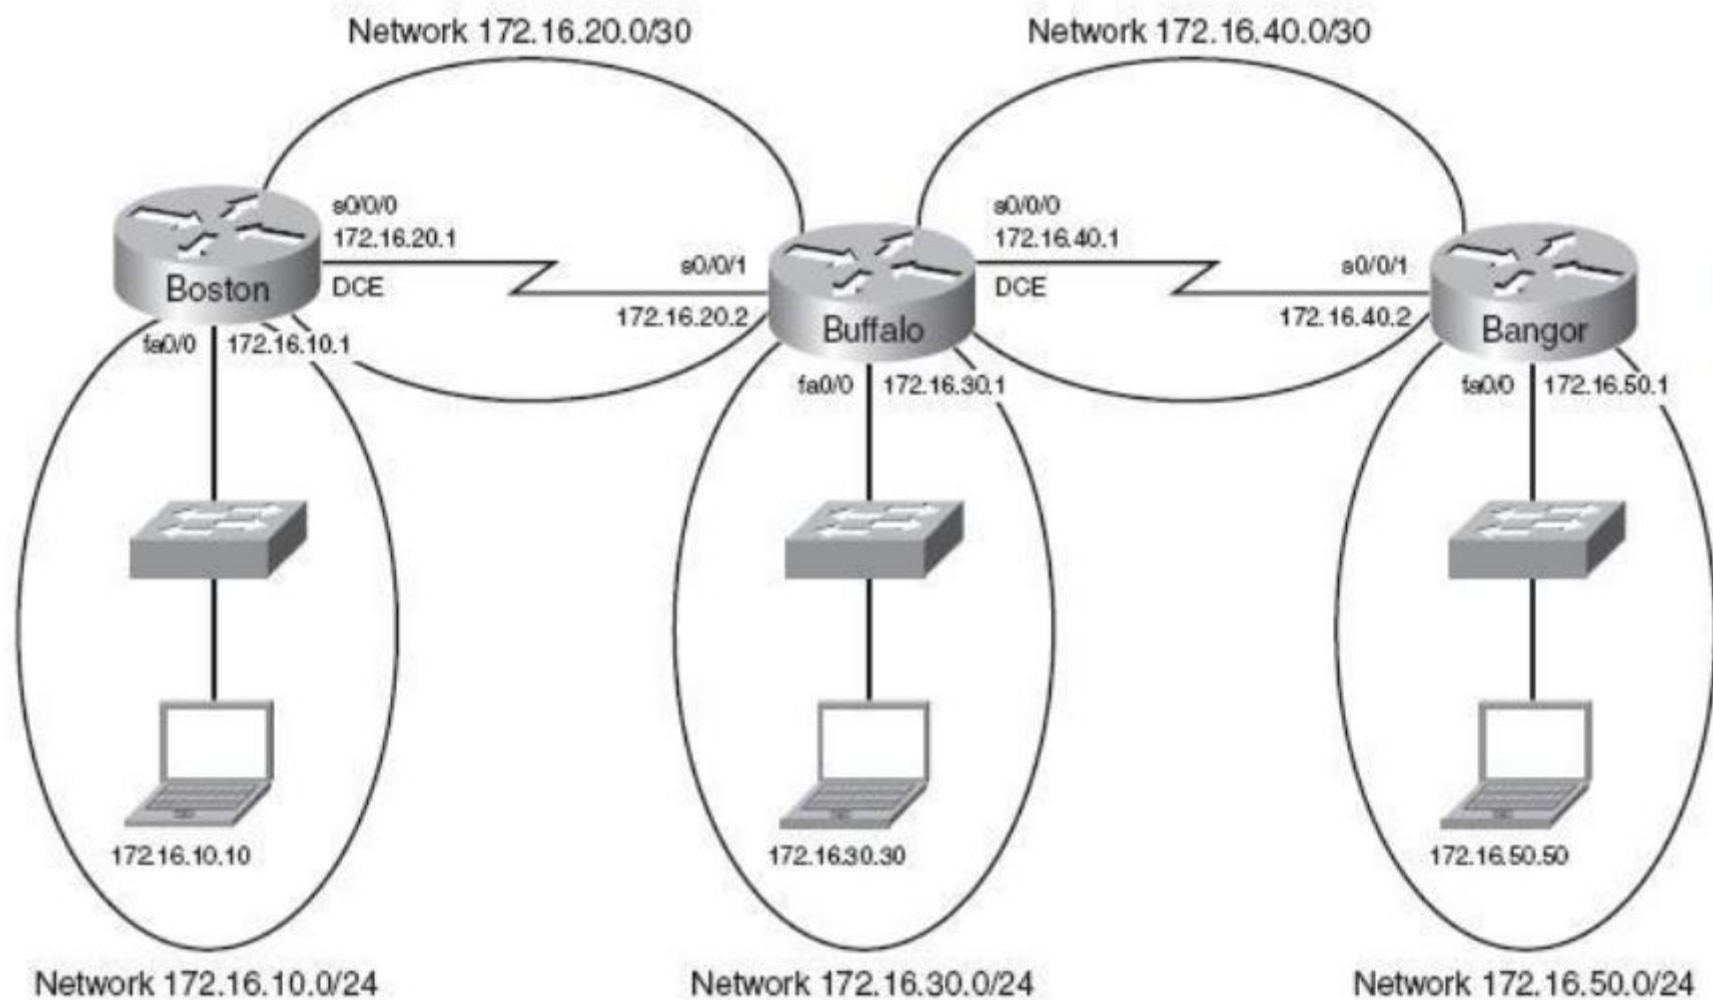 Network 172.16.20.0/30
Network 172.16.40.0/30
s0/0/0
172.16.20.1
DCE
s0/0/1
172.16.20.2
s0/0/0
172.16.40.1
DCE
s0/0/1
172.16.40.2
Boston
Buffalo
Bangor
fa0/0
172.16.10.1
fa0/0
172.16.30.1
fa0/0
172.16.50.1
172.16.10.10
172.16.30.30
172.16.50.50
Network 172.16.10.0/24
Network 172.16.30.0/24
Network 172.16.50.0/24